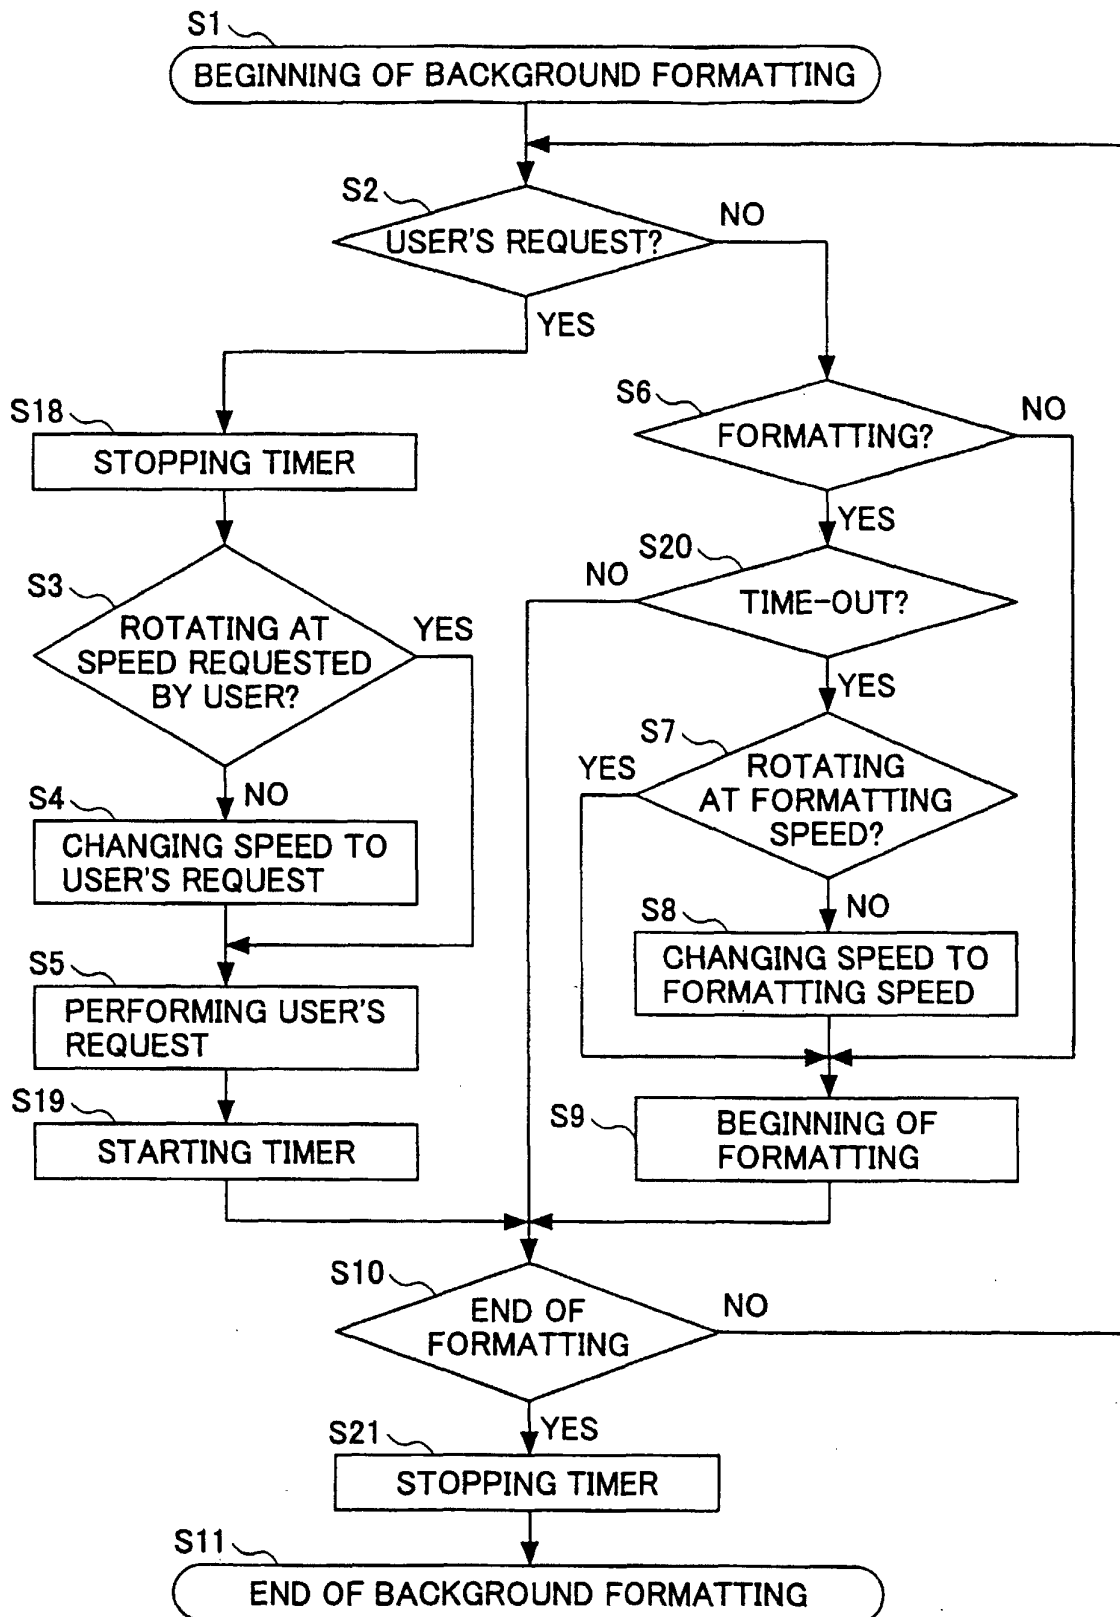 S1
BEGINNING OF BACKGROUND FORMATTING
S2
USER'S REQUEST?
NO
YES
S18
STOPPING TIMER
S3
ROTATING AT
SPEED REQUESTED
BY USER?
YES
NO
S4
CHANGING SPEED TO
USER'S REQUEST
S5
PERFORMING USER'S
REQUEST
S19
STARTING TIMER
S6
FORMATTING?
NO
YES
S20
TIME-OUT?
NO
YES
S7
ROTATING
AT FORMATTING
SPEED?
YES
NO
S8
CHANGING SPEED TO
FORMATTING SPEED
S9
BEGINNING OF
FORMATTING
S10
END OF
FORMATTING
NO
YES
S21
STOPPING TIMER
S11
END OF BACKGROUND FORMATTING